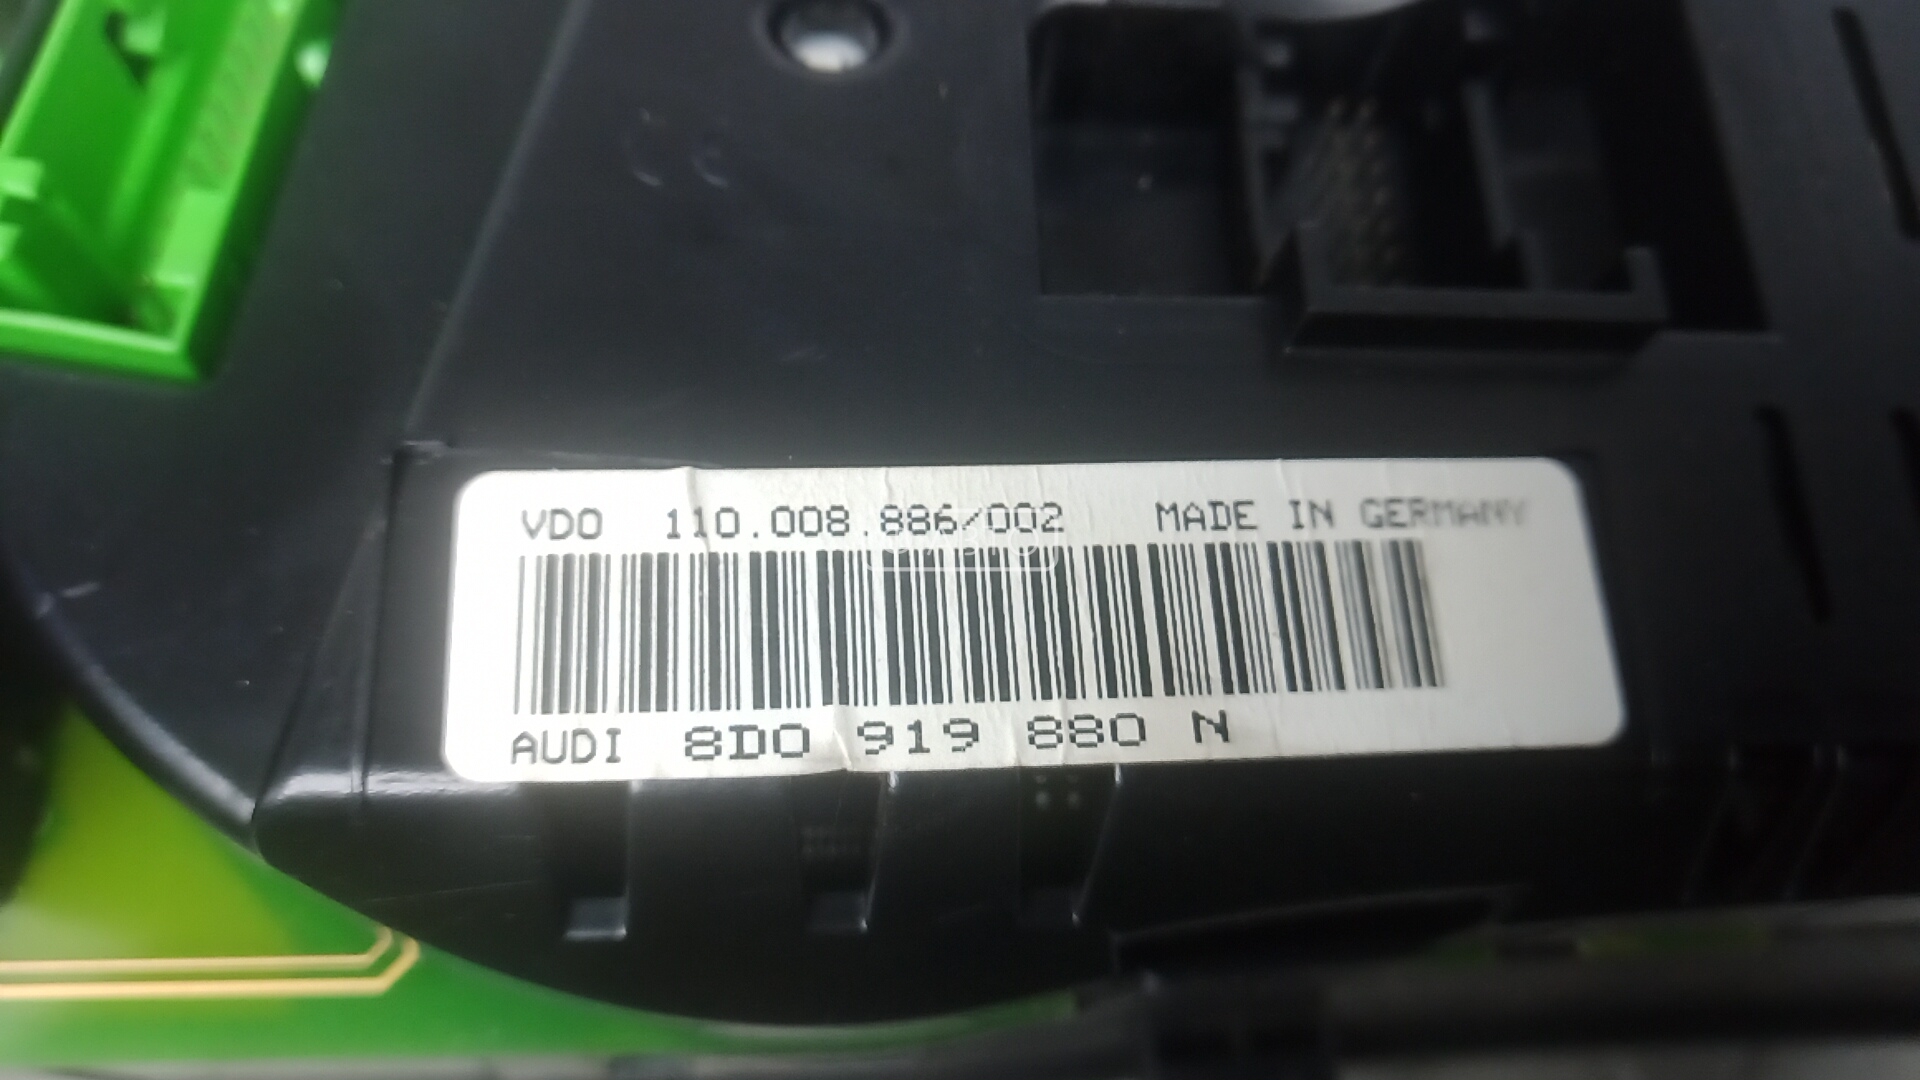 VDO 110.008.886/002 MADE IN GERMANY
AUDI 8D0 919 880 N